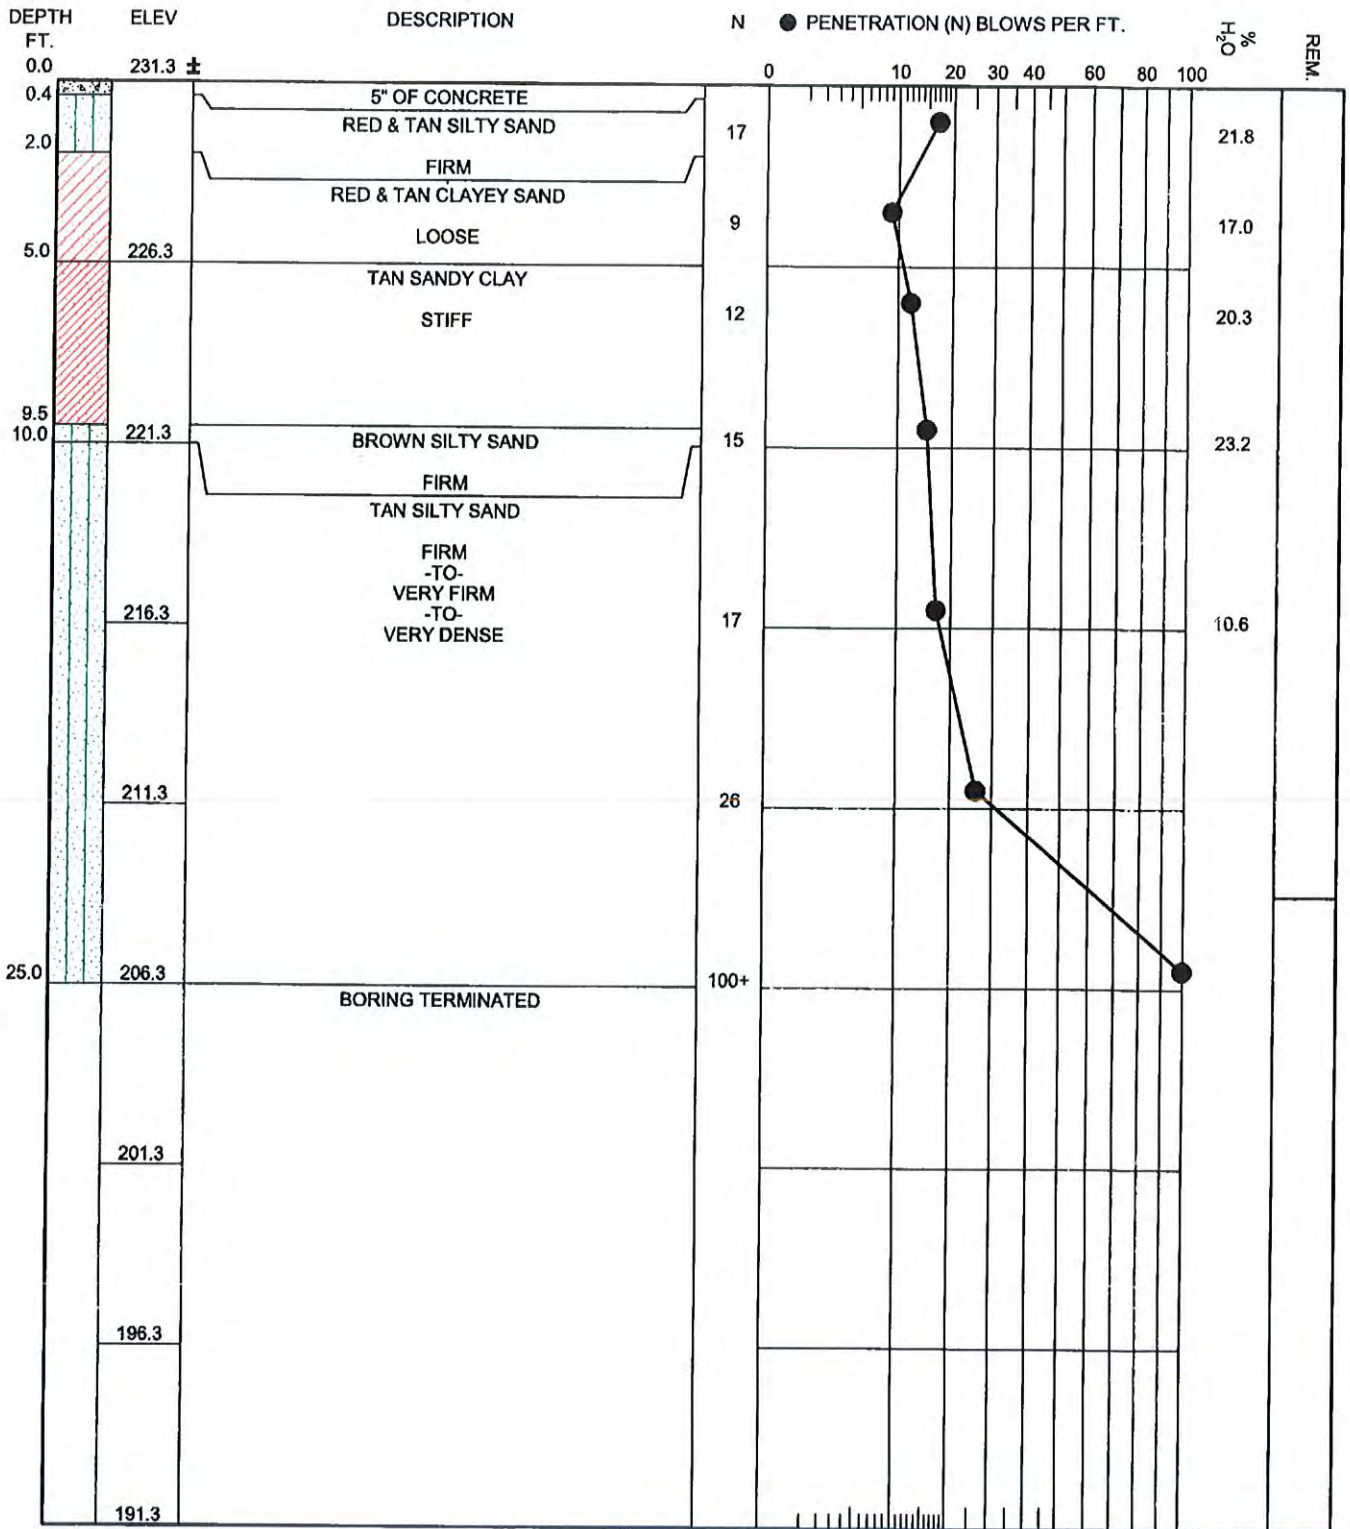 DEPTH ELEV DESCRIPTION N PENETRATION (N) BLOWS PER FT. % H₂O REM.
FT.
0.0 231.3 ± 0 10 20 30 40 60 80 100
0.4 5" OF CONCRETE
RED & TAN SILTY SAND 17 21.8
2.0
FIRM
RED & TAN CLAYEY SAND
LOOSE 9 17.0
5.0 226.3
TAN SANDY CLAY
STIFF 12 20.3
9.5
10.0 221.3 BROWN SILTY SAND 15 23.2
FIRM
TAN SILTY SAND
FIRM
-TO-
VERY FIRM
-TO-
216.3 17 10.6
VERY DENSE
211.3 26
25.0 206.3 100+
BORING TERMINATED
201.3
196.3
191.3